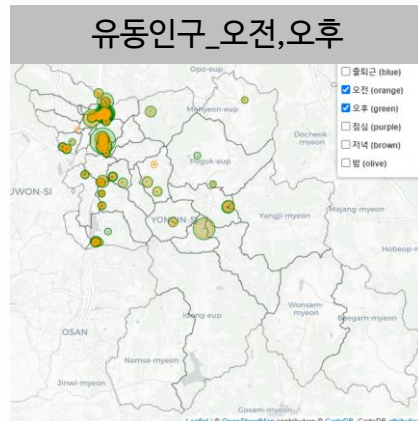 유동인구_오전,오후
Opo-eup
출퇴근 (blue)
오전 (orange)
오후 (green)
점심 (purple)
저녁 (brown)
밤 (olive)
Mohyeon-eup
Docheok-myeon
Pogok-eup
UWON-SI
YONGIN-SI
Yangji-myeon
Majang-myeon
Hobeop-m
OSAN
Idong-eup
Wonsam-myeon
Baegam-myeon
Namsa-myeon
Jinwi-myeon
Gosam-myeon
Leaflet | © OpenStreetMap contributors © CartoDB, CartoDB attribution